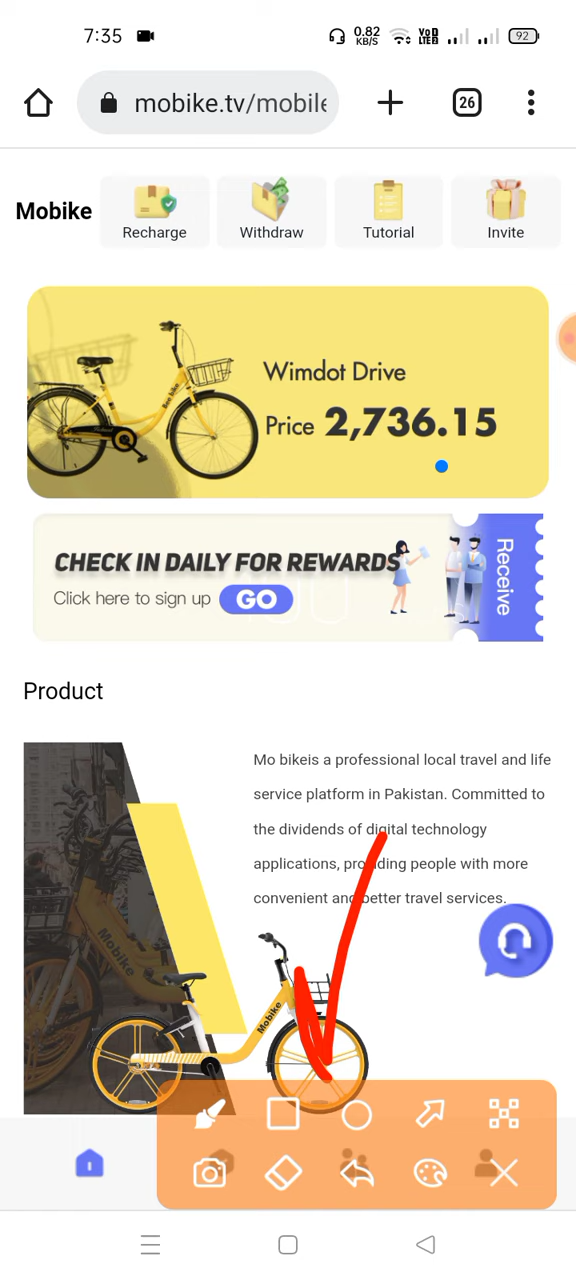 7:35
0.82
KB/S
VoD
LTE 2
92
mobike.tv/mobile
26
Mobike
Recharge
Withdraw
Tutorial
Invite
Wimdot Drive
Price 2,736.15
CHECK IN DAILY FOR REWARDS
Click here to sign up GO
Receive
Product
Mo bikeis a professional local travel and life
service platform in Pakistan. Committed to
the dividends of digital technology
applications, providing people with more
convenient and better travel services.
Mobike
Mobike